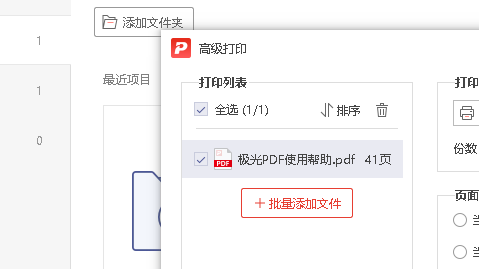 添加文件夹
1
高级打印
最近项目
打印列表
打印
1
全选 (1/1)
排序
0
份数
PDF
极光PDF使用帮助.pdf 41页
页面
+ 批量添加文件